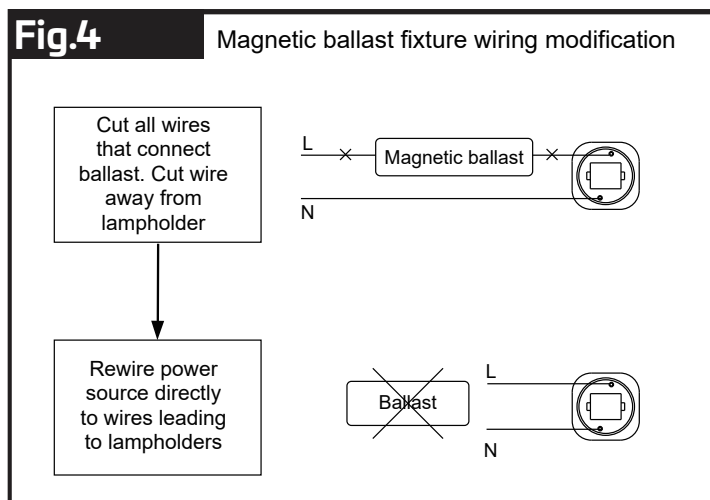 Fig.4
Magnetic ballast fixture wiring modification
Cut all wires
that connect
ballast. Cut wire
away from
lampholder
L
Magnetic ballast
N
Rewire power
source directly
to wires leading
to lampholders
Ballast
L
N